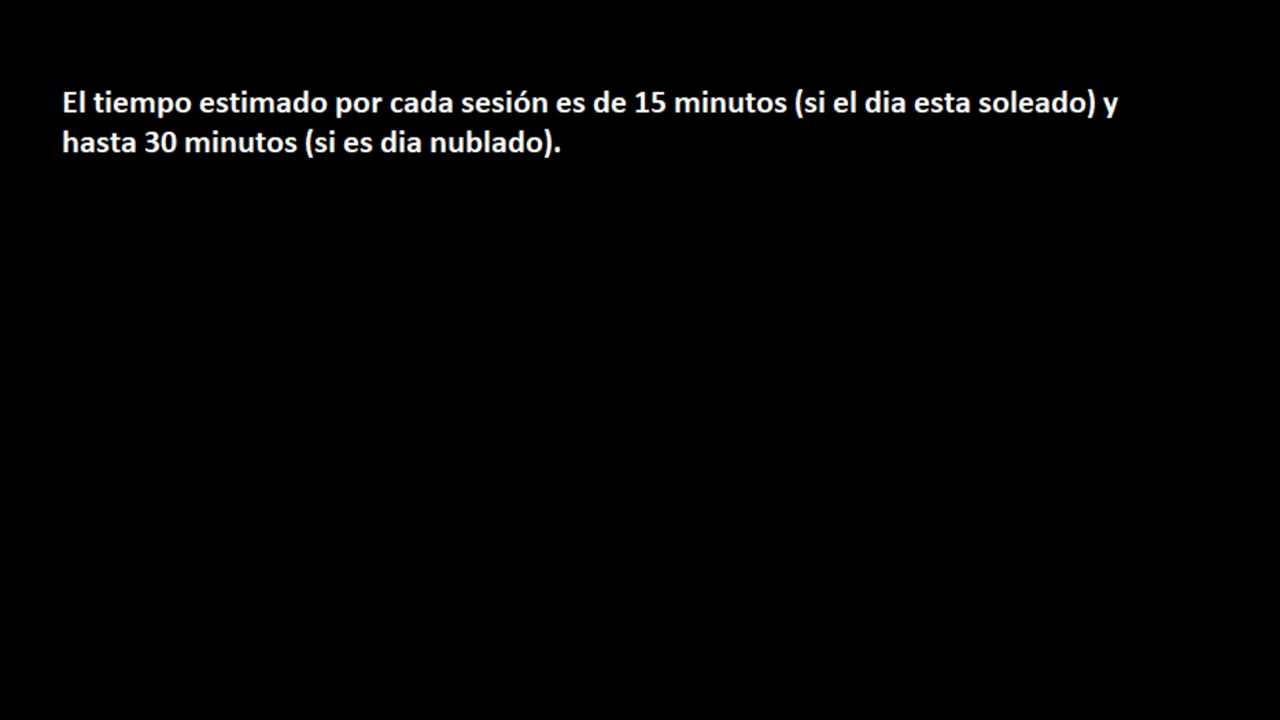 El tiempo estimado por cada sesión es de 15 minutos (si el dia esta soleado) y
hasta 30 minutos (si es dia nublado).